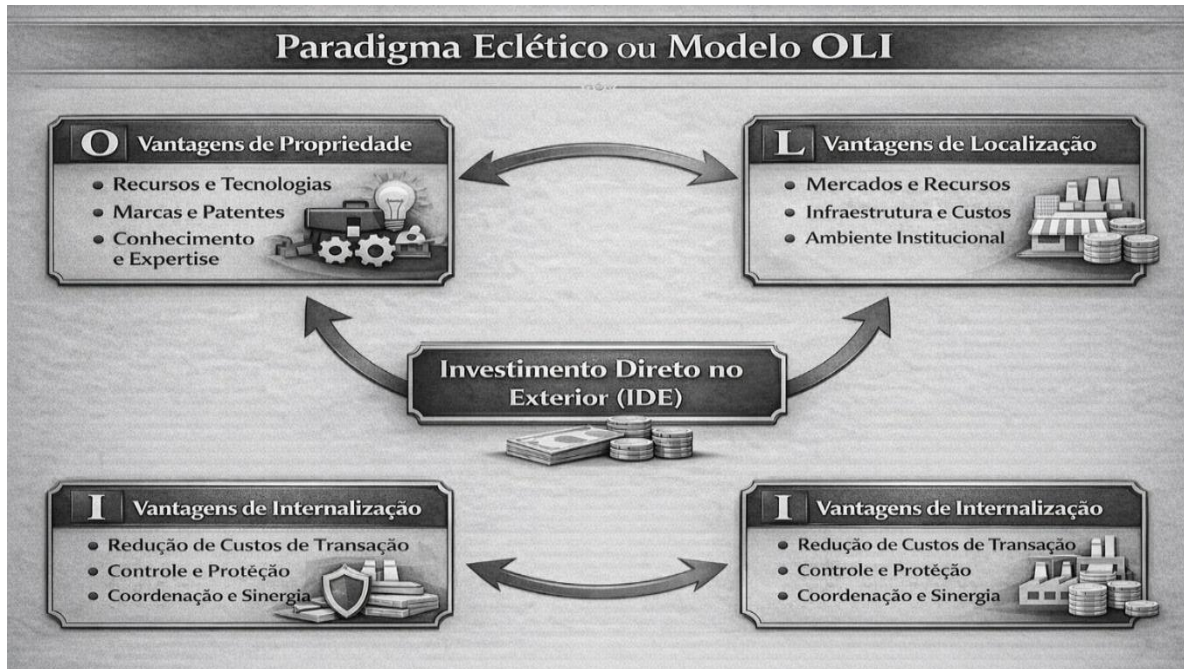 Paradigma Eclético ou Modelo OLI
O Vantagens de Propriedade
• Recursos e Tecnologias
• Marcas e Patentes
• Conhecimento
e Expertise
L Vantagens de Localização
• Mercados e Recursos
• Infraestrutura e Custos
• Ambiente Institucional
Investimento Direto no
Exterior (IDE)
I Vantagens de Internalização
• Redução de Custos de Transação
• Controle e Protéção
• Coordenação e Sinergia
I Vantagens de Internalização
• Redução de Custos de Transação
• Controle e Protéção
• Coordenação e Sinergia